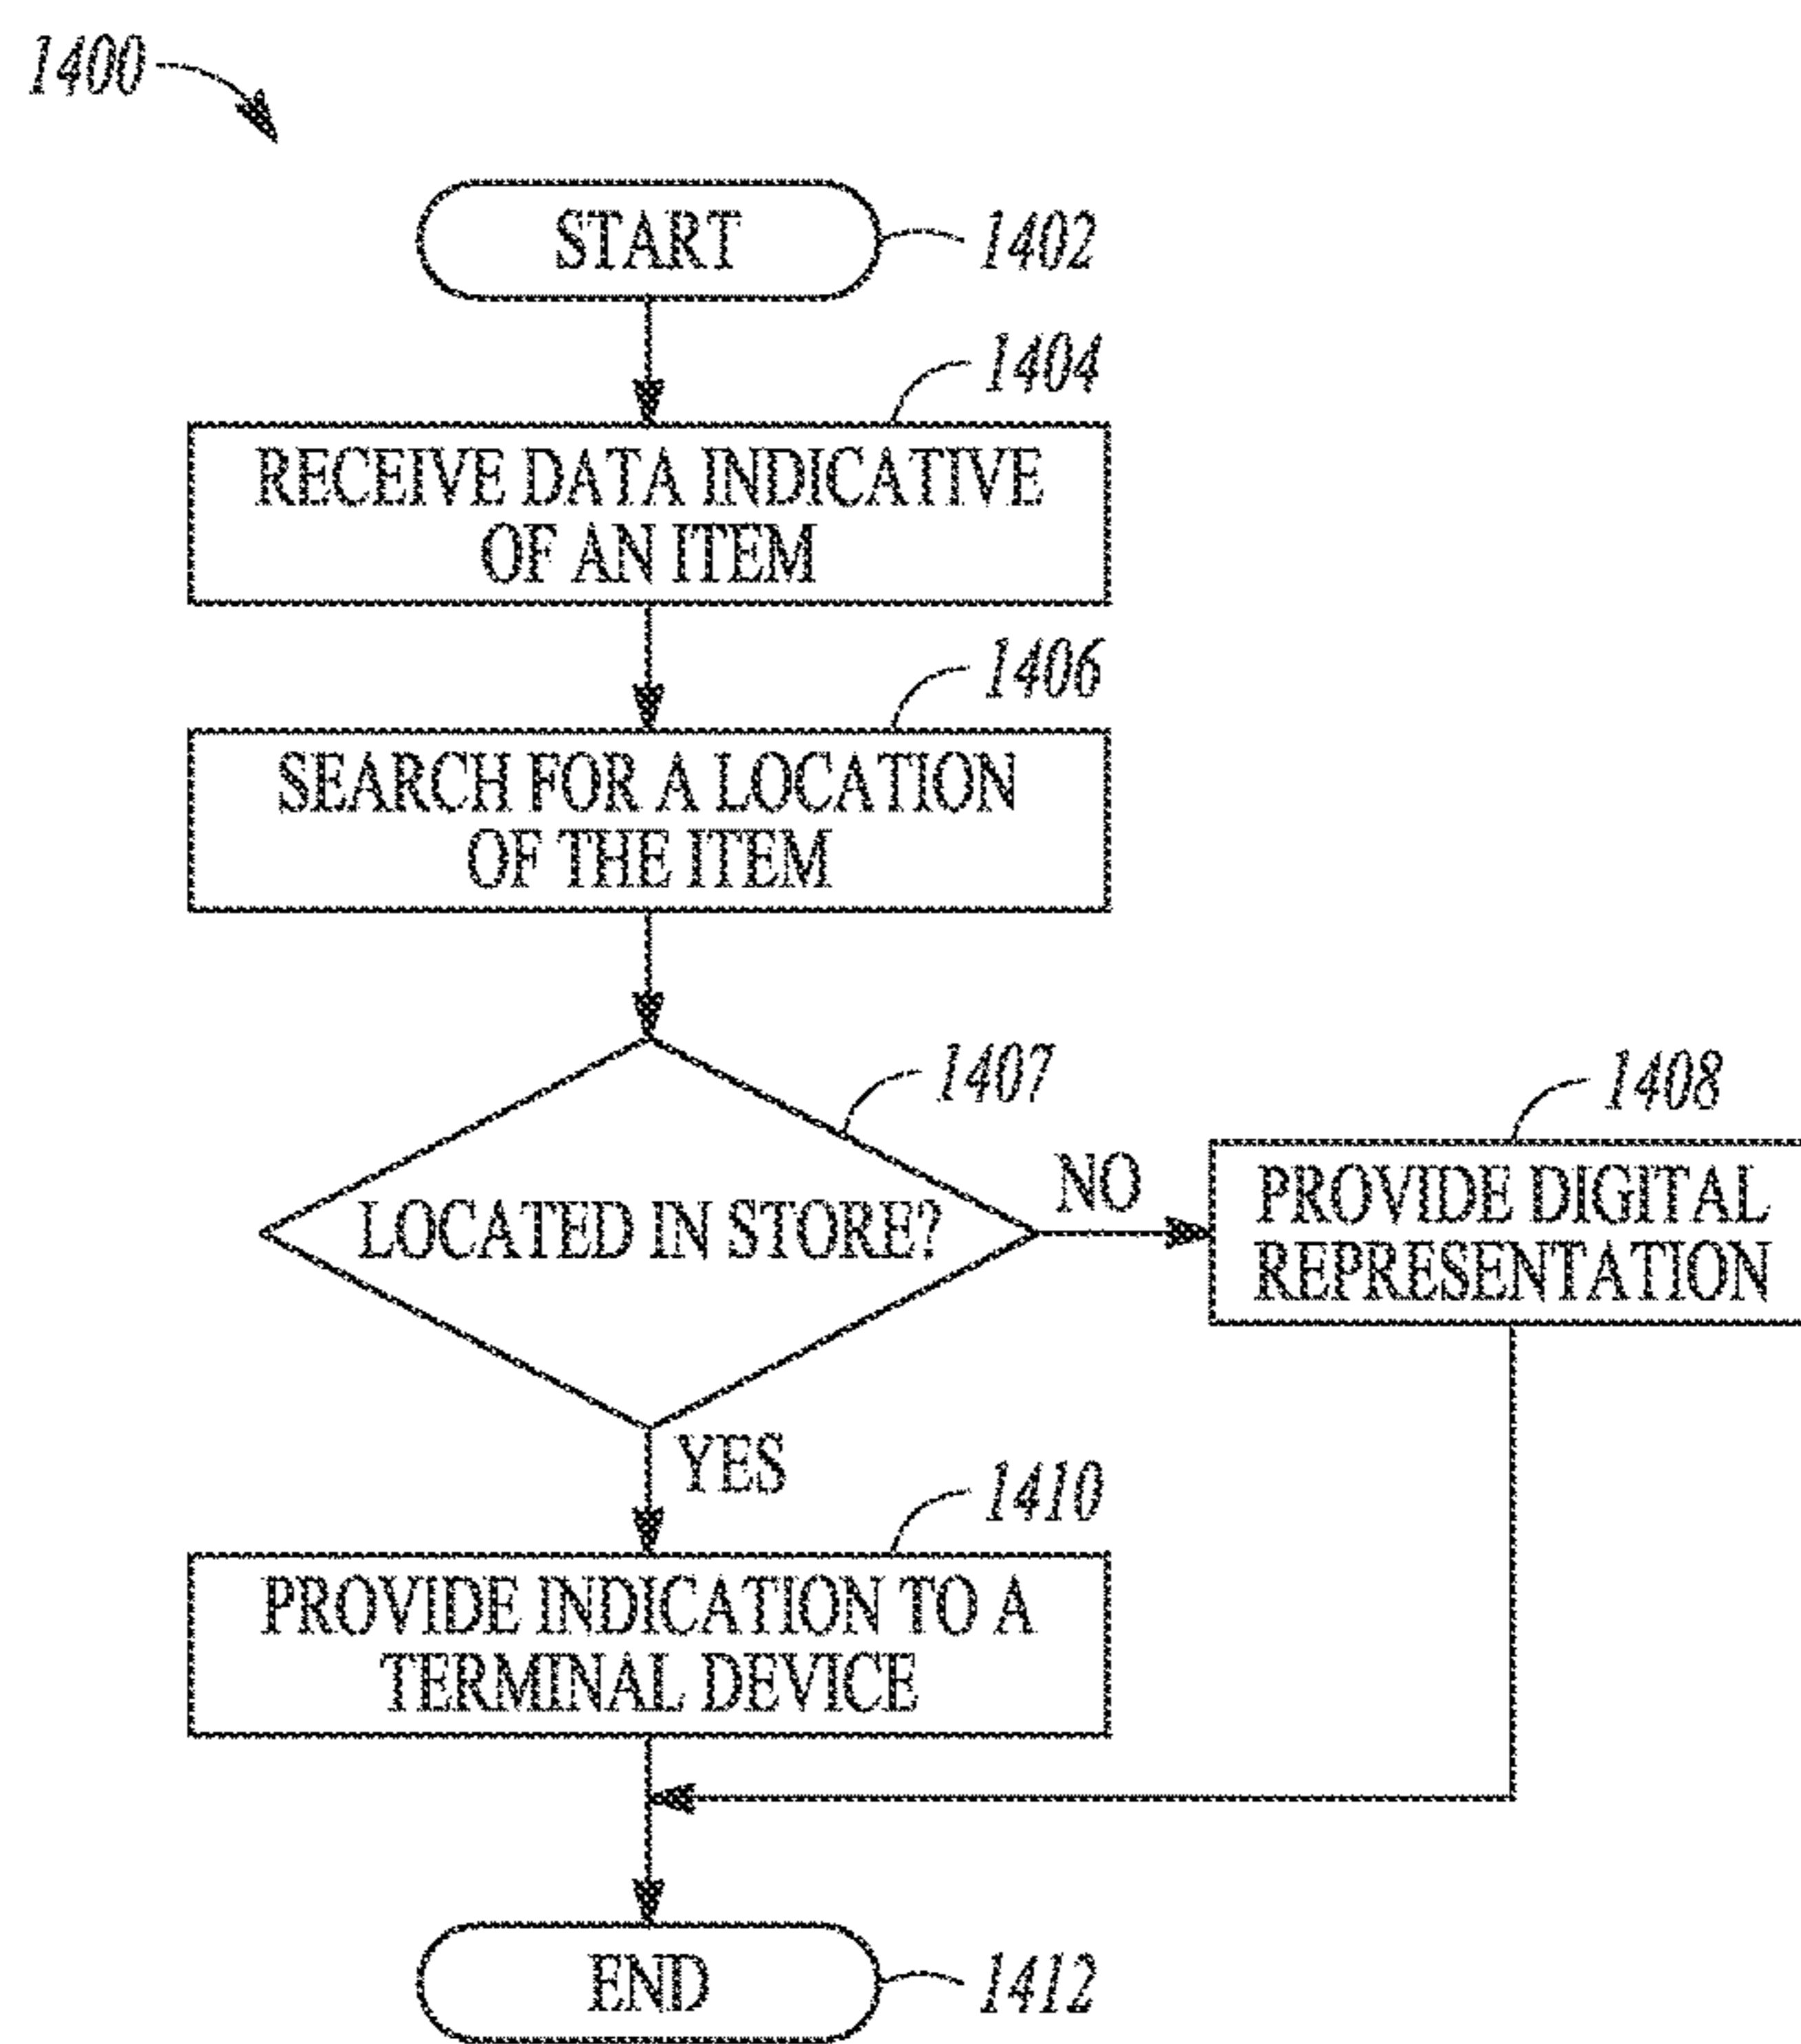 1400
START
1402
1404
RECEIVE DATA INDICATIVE
OF AN ITEM
1406
SEARCH FOR A LOCATION
OF THE ITEM
1407
LOCATED IN STORE?
NO
1408
PROVIDE DIGITAL
REPRESENTATION
YES
1410
PROVIDE INDICATION TO A
TERMINAL DEVICE
END
1412